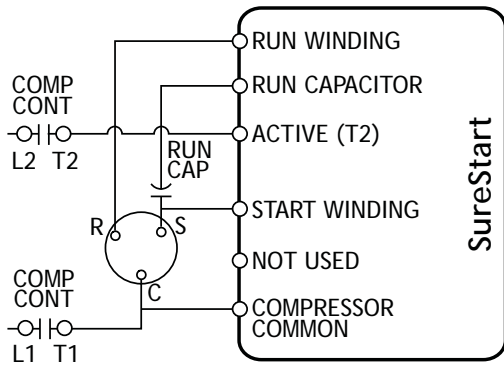 RUN WINDING
RUN CAPACITOR
COMP
CONT
L2 T2
ACTIVE (T2)
RUN
CAP
START WINDING
R
S
C
NOT USED
COMP
CONT
L1 T1
COMPRESSOR
COMMON
SureStart